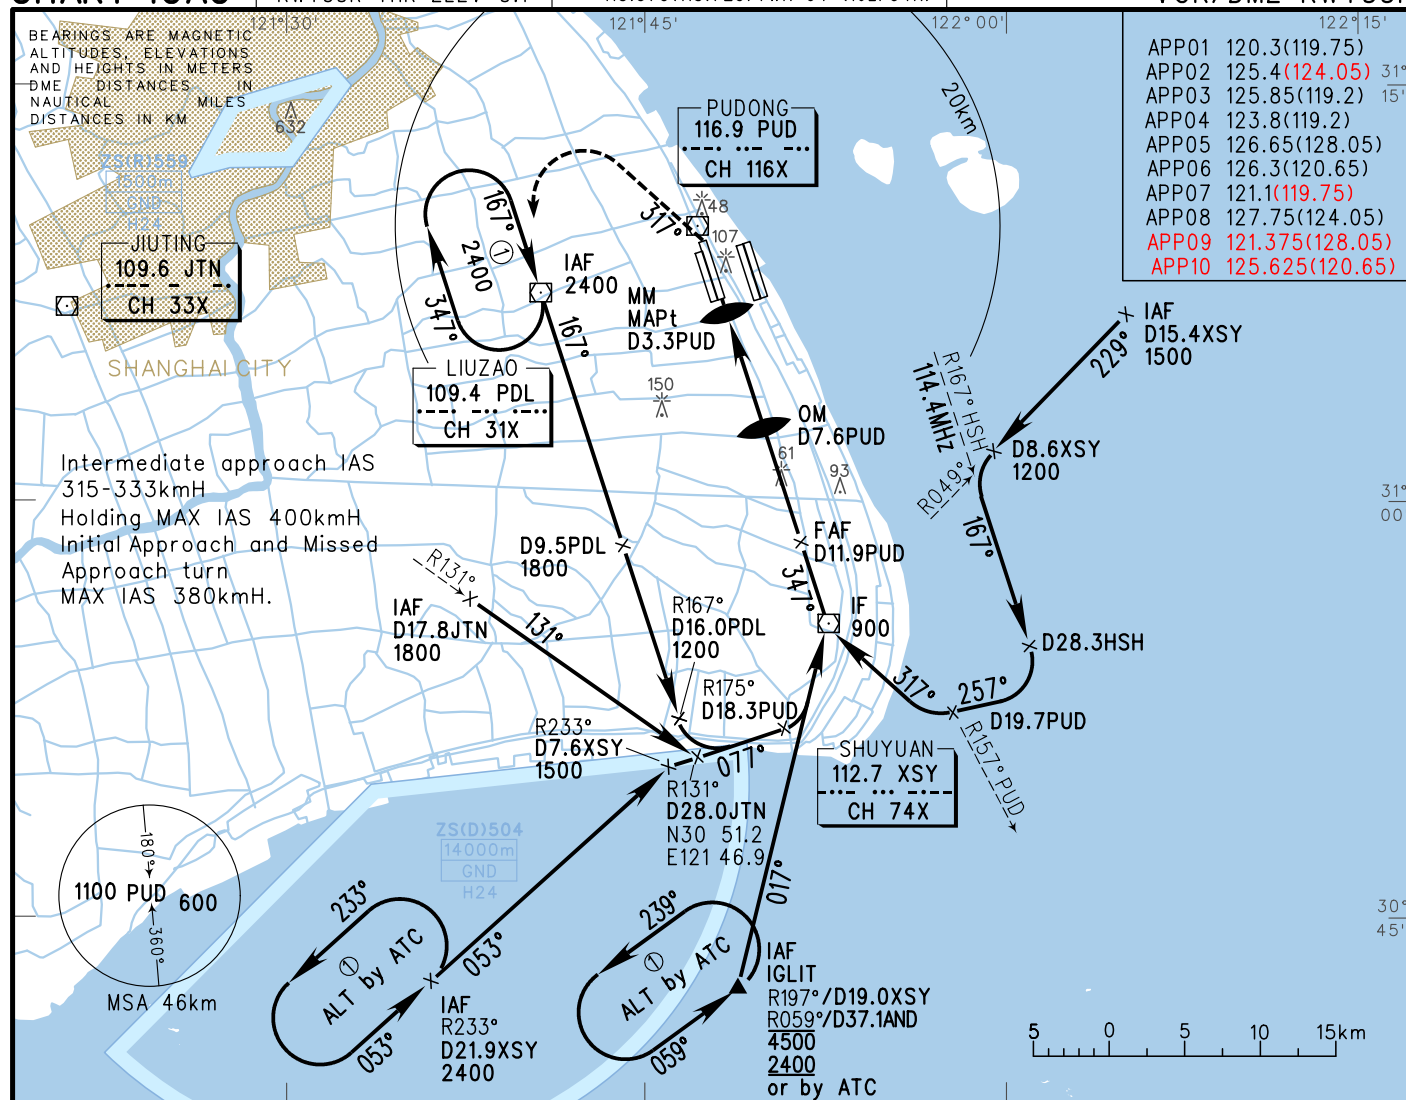 121°30'
121°45'
122°00'
122°15'
BEARINGS ARE MAGNETIC
ALTITUDES, ELEVATIONS
AND HEIGHTS IN METERS
DME DISTANCES IN
NAUTICAL MILES
DISTANCES IN KM
632
ZS(R)559
1500m
GND
H24
JIUTING
109.6 JTN
CH 33X
SHANGHAI CITY
PUDONG
116.9 PUD
CH 116X
20km
APP01 120.3(119.75)
APP02 125.4(124.05)
APP03 125.85(119.2)
APP04 123.8(119.2)
APP05 126.65(128.05)
APP06 126.3(120.65)
APP07 121.1(119.75)
APP08 127.75(124.05)
APP09 121.375(128.05)
APP10 125.625(120.65)
31°
15'
167°
①
2400
347°
317°
48
107
IAF
2400
MM
MAPt
D3.3PUD
167°
LIUZAO
109.4 PDL
CH 31X
150
OM
D7.6PUD
61
93
IAF
D15.4XSY
1500
229°
R167° HSH
114.4MHz
R049°
D8.6XSY
1200
167°
31°
00'
Intermediate approach IAS
315-333kmH
Holding MAX IAS 400kmH
Initial Approach and Missed
Approach turn
MAX IAS 380kmH.
D9.5PDL
1800
FAF
D11.9PUD
347°
R131°
IAF
D17.8JTN
1800
131°
R167°
D16.0PDL
1200
IF
900
D28.3HSH
R175°
D18.3PUD
317°
257°
D19.7PUD
R157° PUD
R233°
D7.6XSY
1500
077°
R131°
D28.0JTN
N30 51.2
E121 46.9
SHUYUAN
112.7 XSY
CH 74X
ZS(D)504
14000m
GND
H24
180°
1100 PUD 600
360°
MSA 46km
233°
①
ALT by ATC
053°
053°
IAF
R233°
D21.9XSY
2400
239°
①
ALT by ATC
059°
017°
IAF
IGLIT
R197°/D19.0XSY
R059°/D37.1AND
4500
2400
or by ATC
30°
45'
5 0 5 10 15km